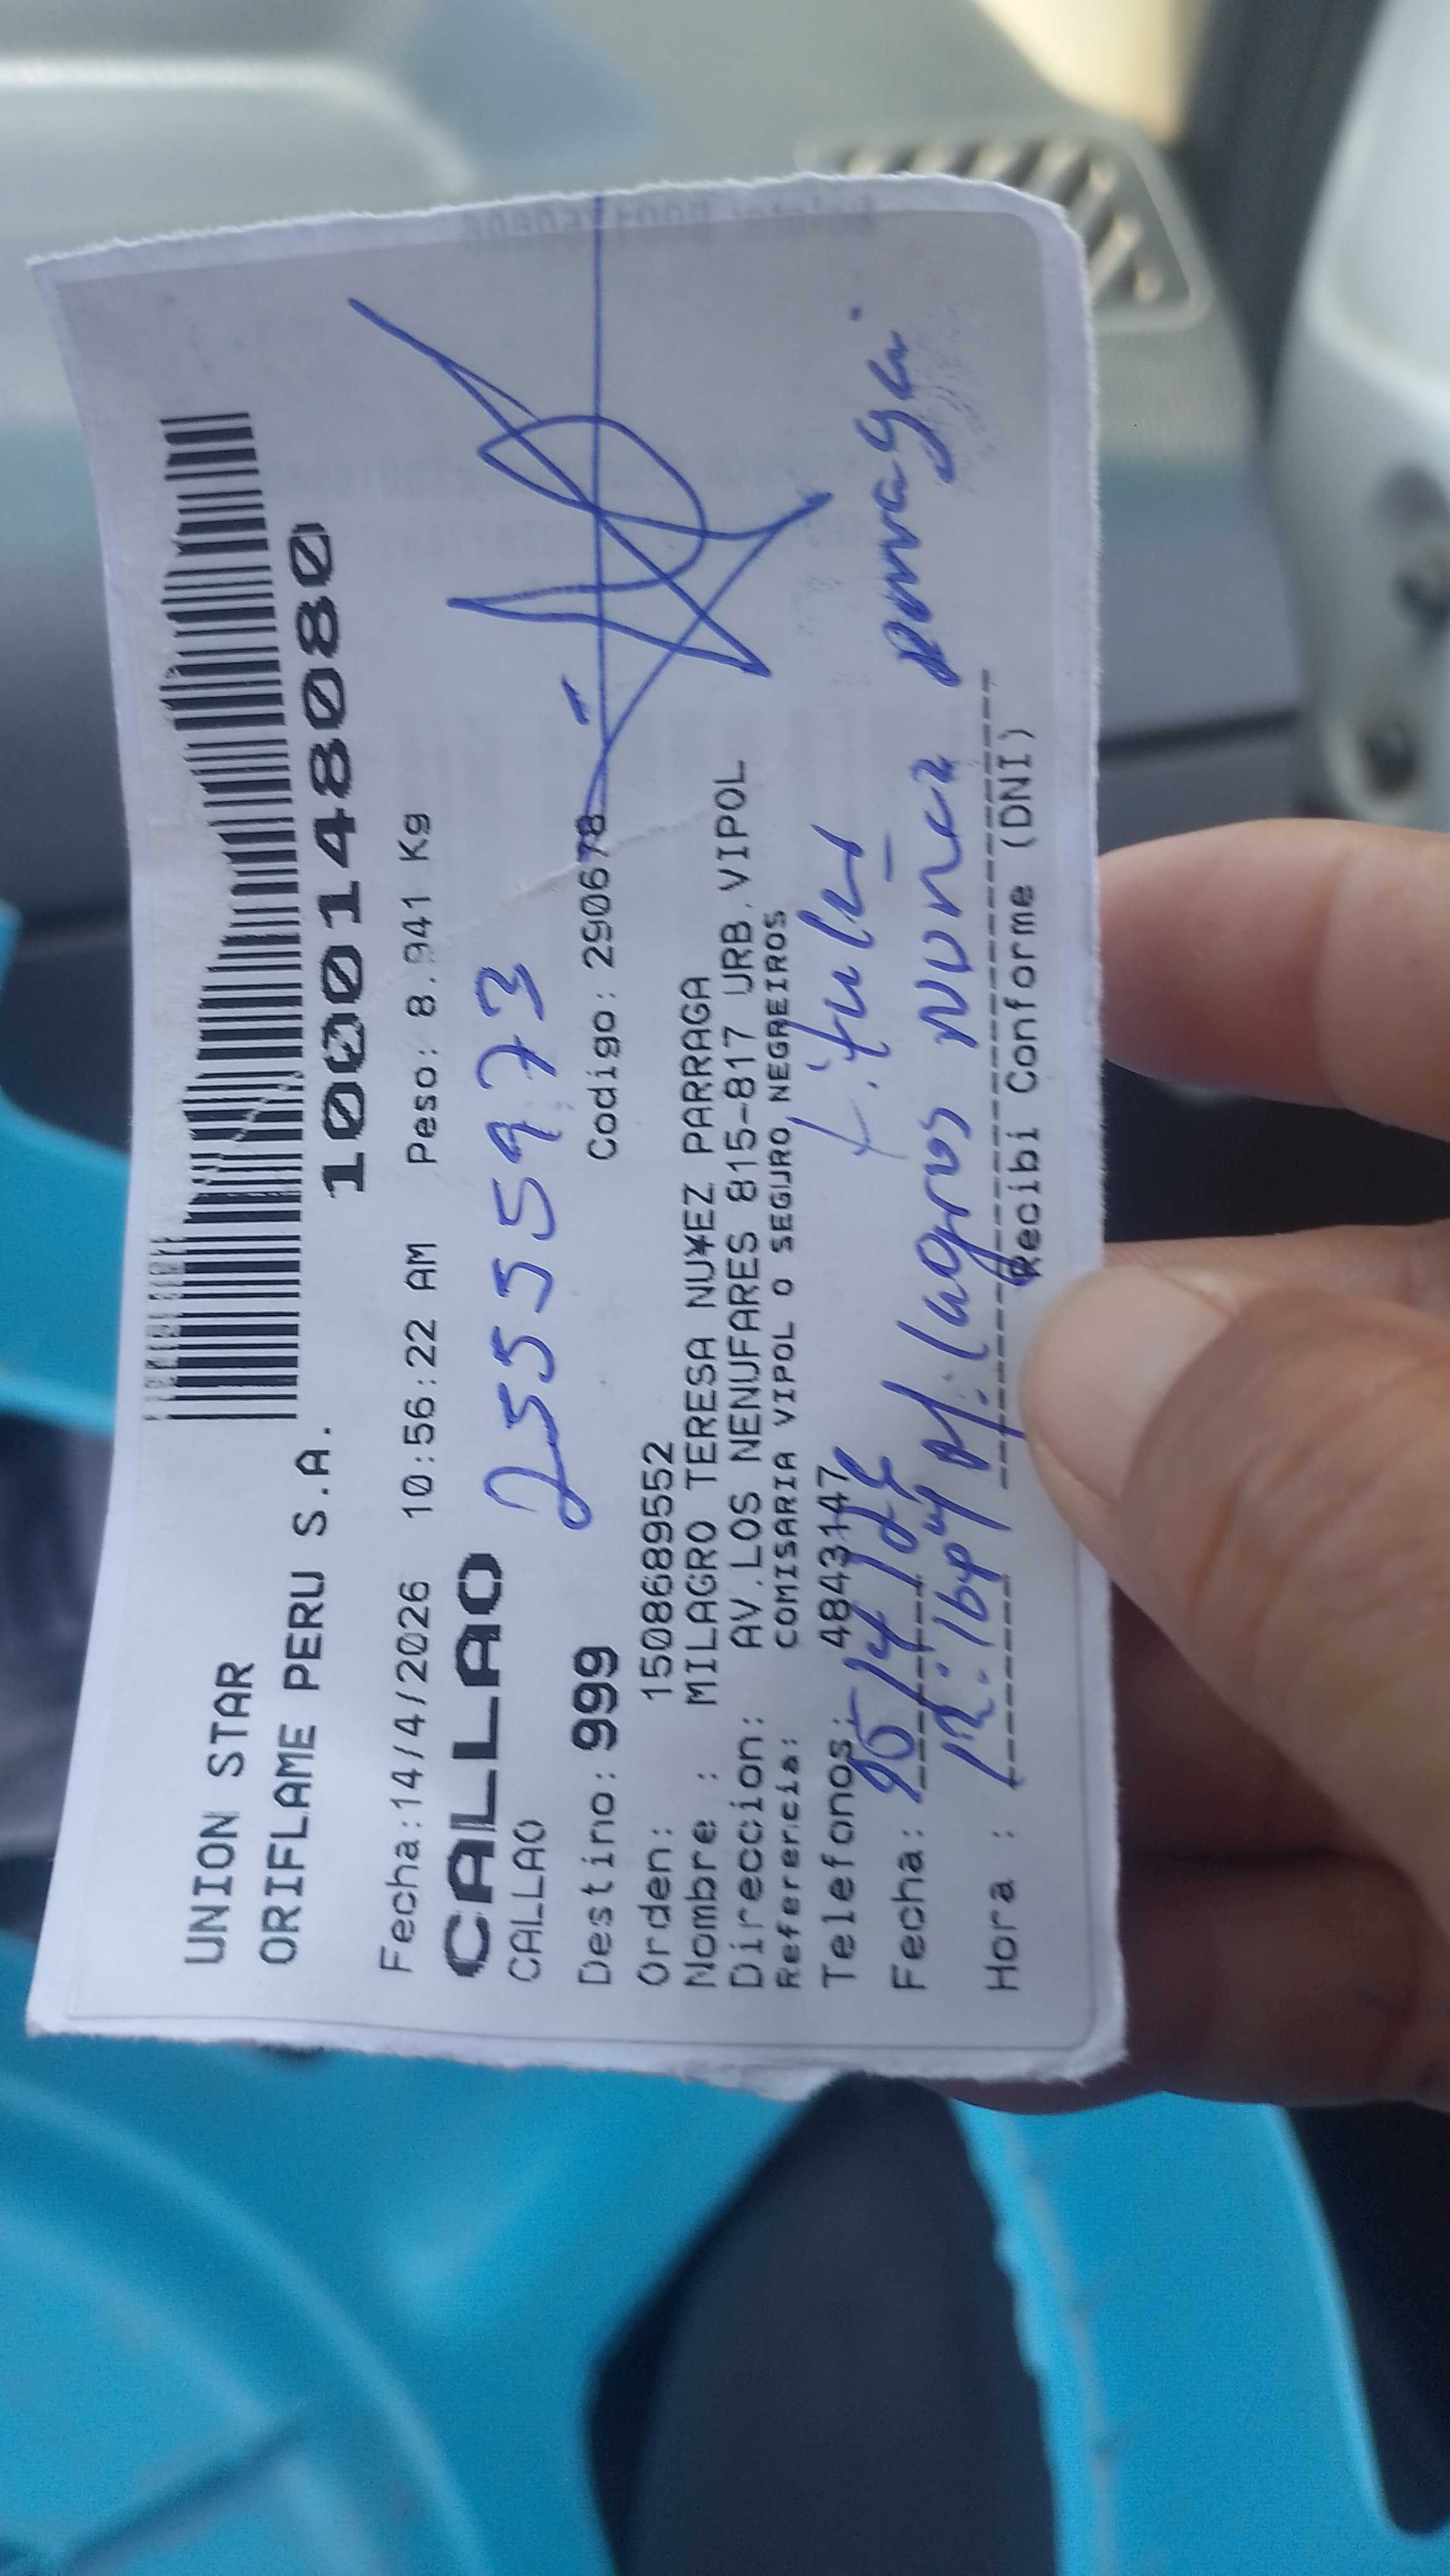 UNION STAR
ORIFLAME PERU S.A.
10001148080
Fecha:14/4/2026 10:56:22 AM Peso: 8.941 Kg
CALLAO
CALLAO
25555973
Destino: 999 Codigo: 290678
Orden: 1508689552
Nombre : MILAGRO TERESA NU¥EZ PARRAGA
Direccion: AV.LOS NENUFARES 815-817 URB.VIPOL
Referencia: COMISARIA VIPOL O SEGURO NEGREIROS
Telefonos: 4843147
Fecha:
Hora : Milagros Nunez parraga
Recibi Conforme (DNI)